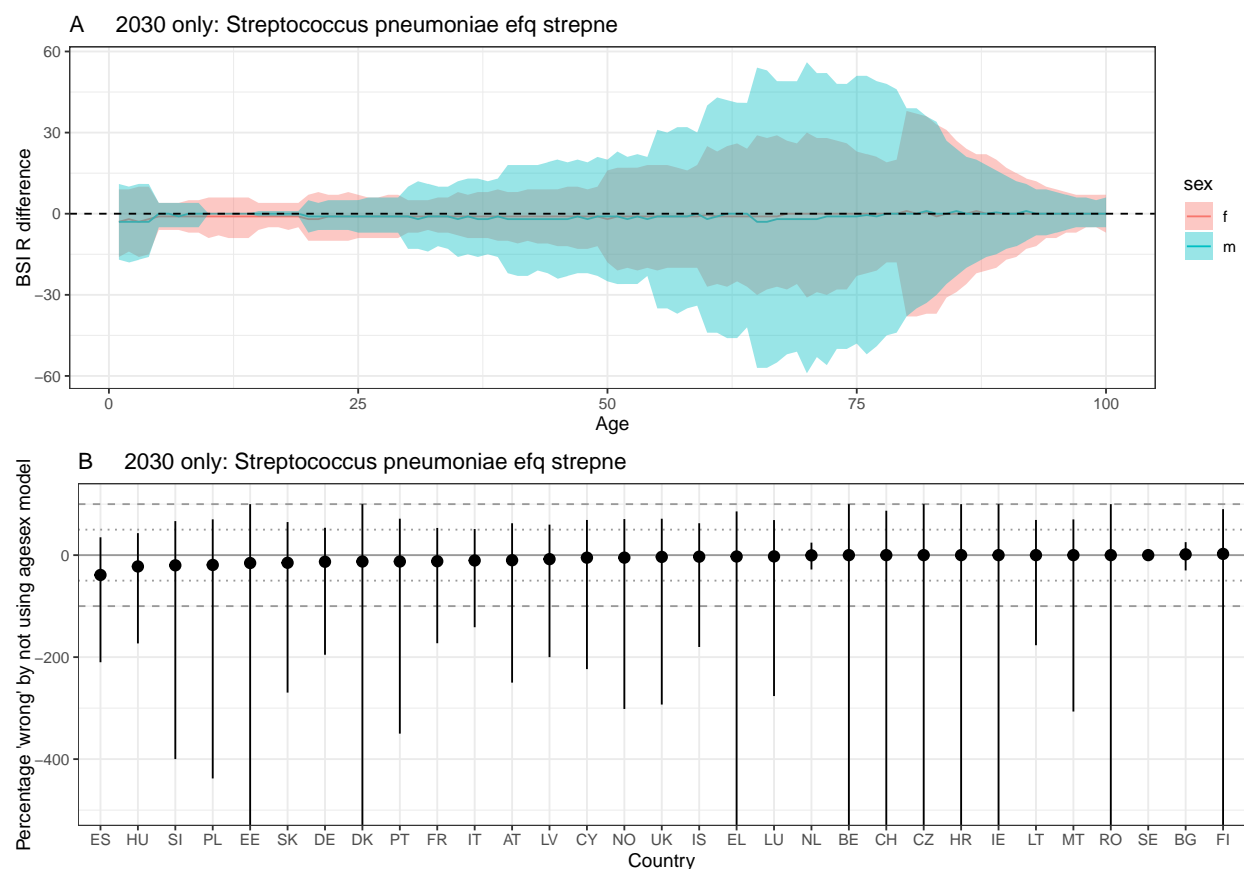 A 2030 only: Streptococcus pneumoniae efq strepne
60
30
0
−30
−60
BSI R difference
0 25 50 75 100
Age
sex
f
m
B 2030 only: Streptococcus pneumoniae efq strepne
0
−200
−400
Percentage 'wrong' by not using agesex model
ES HU SI PL EE SK DE DK PT FR IT AT LV CY NO UK IS EL LU NL BE CH CZ HR IE LT MT RO SE BG FI
Country